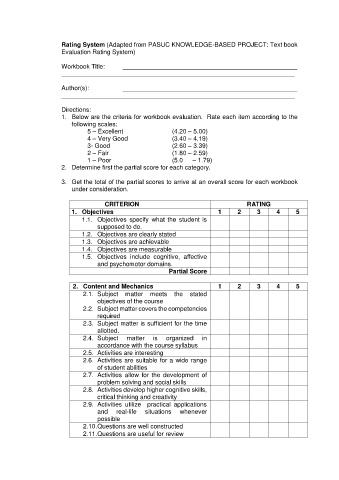 Rating System (Adapted from PASUC KNOWLEDGE-BASED PROJECT: Text book
Evaluation Rating System)
Workbook Title:
Author(s):
Directions:
1. Below are the criteria for workbook evaluation. Rate each item according to the
following scales;
5 – Excellent (4.20 – 5.00)
4 – Very Good (3.40 – 4.19)
3- Good (2.60 – 3.39)
2 – Fair (1.80 – 2.59)
1 – Poor (5.0 – 1.79)
2. Determine first the partial score for each category.
3. Get the total of the partial scores to arrive at an overall score for each workbook
under consideration.
CRITERION RATING
1. Objectives 1 2 3 4 5
1.1. Objectives specify what the student is
supposed to do.
1.2. Objectives are clearly stated
1.3. Objectives are achievable
1.4. Objectives are measurable
1.5. Objectives include cognitive, affective
and psychomotor domains.
Partial Score
2. Content and Mechanics 1 2 3 4 5
2.1. Subject matter meets the stated
objectives of the course
2.2. Subject matter covers the competencies
required
2.3. Subject matter is sufficient for the time
allotted.
2.4. Subject matter is organized in
accordance with the course syllabus
2.5. Activities are interesting
2.6. Activities are suitable for a wide range
of student abilities
2.7. Activities allow for the development of
problem solving and social skills
2.8. Activities develop higher cognitive skills,
critical thinking and creativity
2.9. Activities utilize practical applications
and real-life situations whenever
possible
2.10. Questions are well constructed
2.11. Questions are useful for review